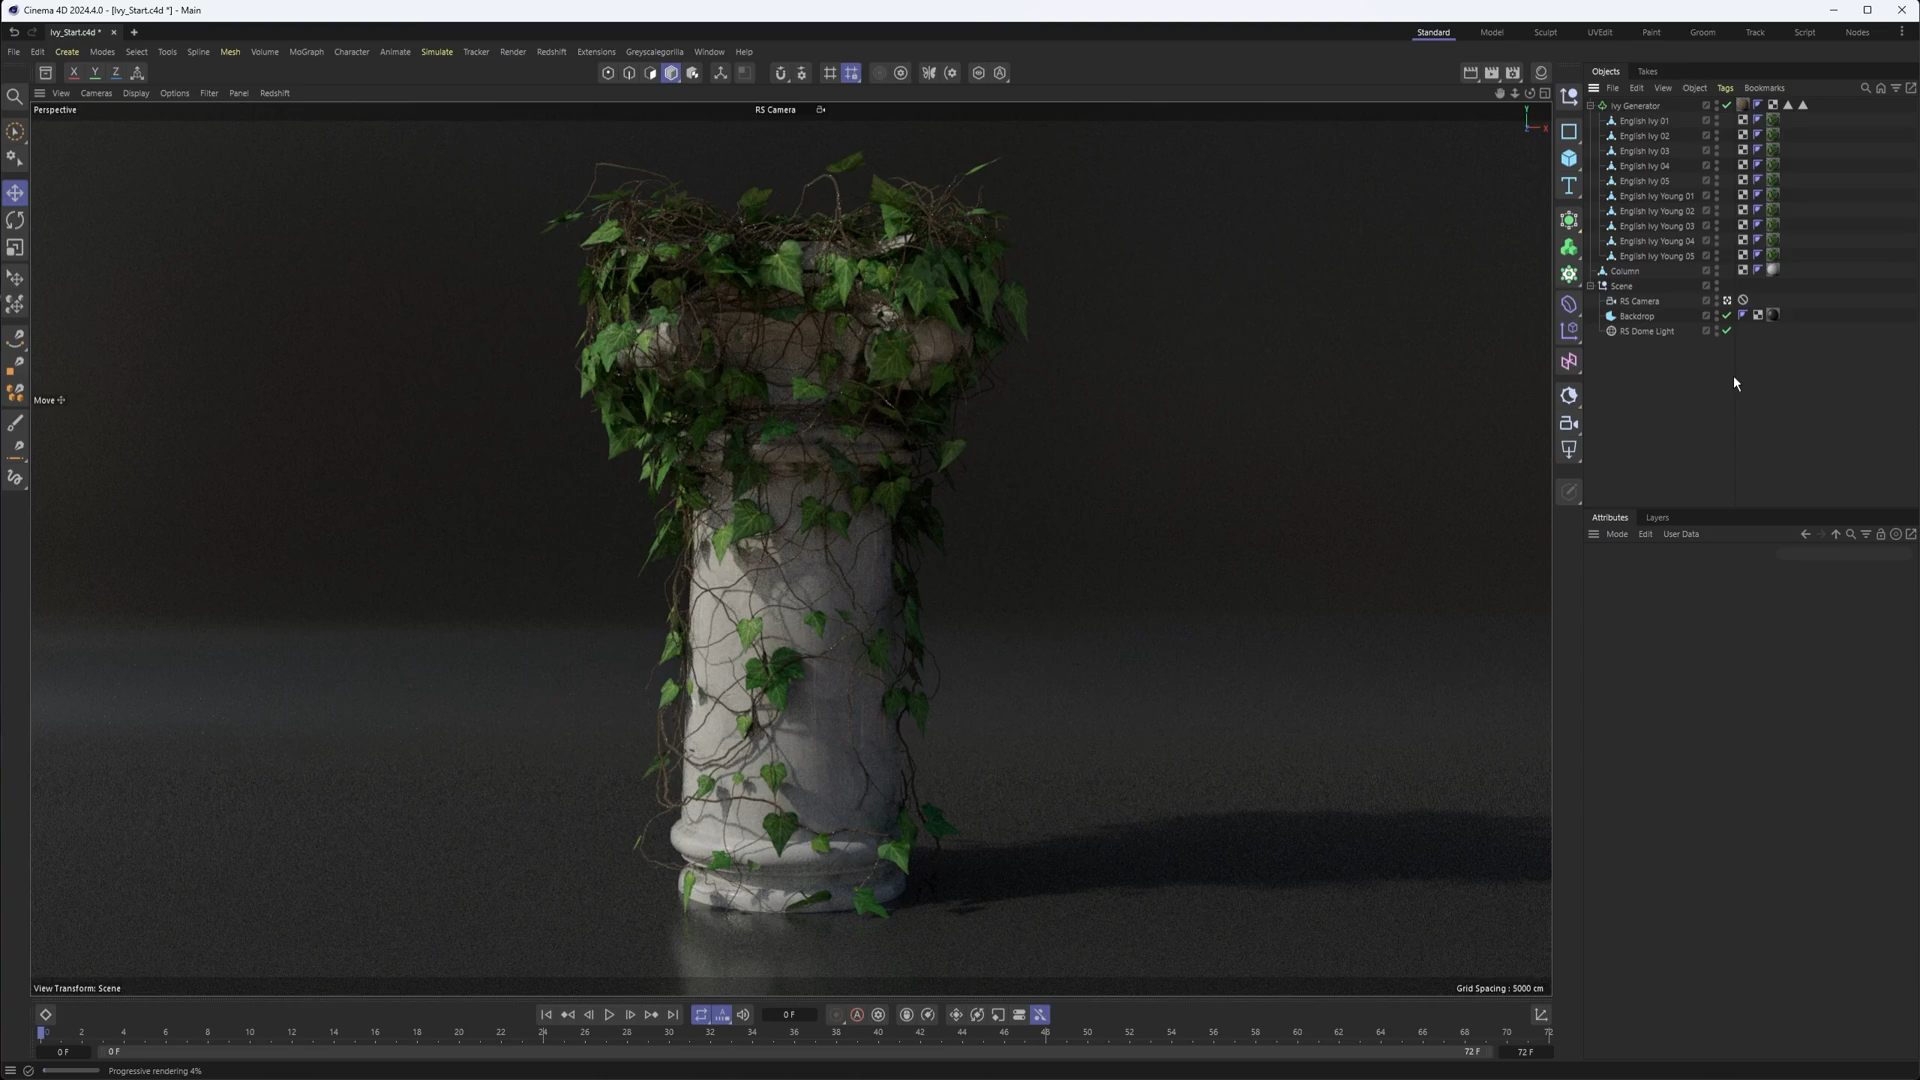 Cinema 4D 2024.4.0 - [Ivy_Start.c4d *] - Main
Ivy_Start.c4d *
Standard Model Sculpt UVEdit Paint Groom Track Script Nodes
File Edit Create Modes Select Tools Spline Mesh Volume MoGraph Character Animate Simulate Tracker Render Redshift Extensions Greyscalegorilla Window Help
X Y Z
Objects Takes
View Cameras Display Options Filter Panel Redshift
File Edit View Object Tags Bookmarks
Perspective
RS Camera
Y
X
Z
Ivy Generator
English Ivy 01
English Ivy 02
English Ivy 03
English Ivy 04
English Ivy 05
English Ivy Young 01
English Ivy Young 02
English Ivy Young 03
English Ivy Young 04
English Ivy Young 05
Column
Scene
RS Camera
Backdrop
RS Dome Light
Move
Attributes Layers
Mode Edit User Data
View Transform: Scene
Grid Spacing : 5000 cm
0 F
0 2 4 6 8 10 12 14 16 18 20 22 24 26 28 30 32 34 36 38 40 42 44 46 48 50 52 54 56 58 60 62 64 66 68 70 72
0 F 0 F 72 F 72 F
Progressive rendering 4%